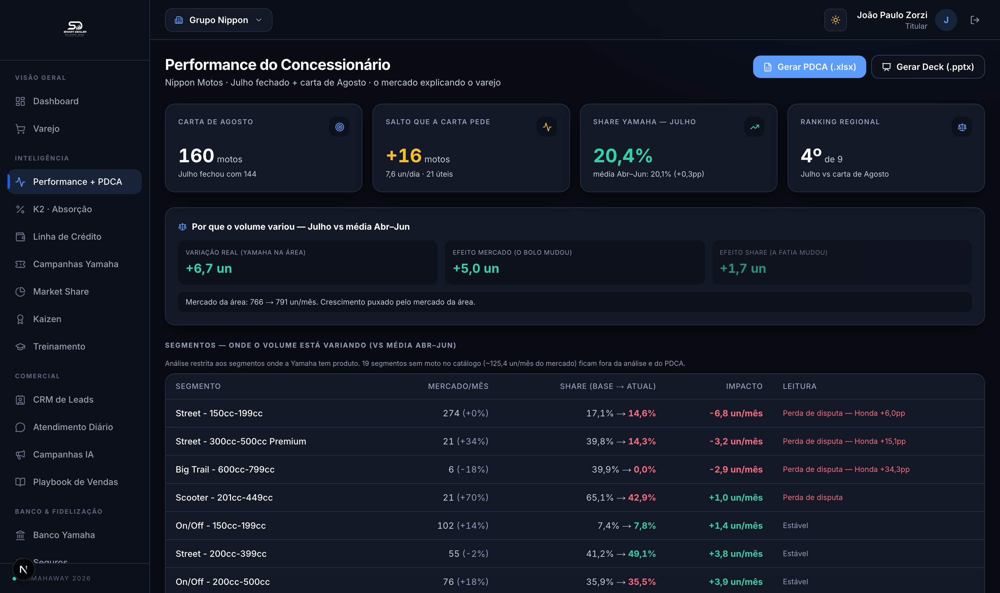 SMART DEALER
VISÃO GERAL
Dashboard
Varejo
INTELIGÊNCIA
Performance + PDCA
K2 · Absorção
Linha de Crédito
Campanhas Yamaha
Market Share
Kaizen
Treinamento
COMERCIAL
CRM de Leads
Atendimento Diário
Campanhas IA
Playbook de Vendas
BANCO & FIDELIZAÇÃO
Banco Yamaha
Seguros
N
AMAHAWAY 2026
Grupo Nippon
João Paulo Zorzi
Titular
J
Performance do Concessionário
Nippon Motos · Julho fechado + carta de Agosto · o mercado explicando o varejo
Gerar PDCA (.xlsx)
Gerar Deck (.pptx)
CARTA DE AGOSTO
160 motos
Julho fechou com 144
SALTO QUE A CARTA PEDE
+16 motos
7,6 un/dia · 21 úteis
SHARE YAMAHA — JULHO
20,4%
média Abr–Jun: 20,1% (+0,3pp)
RANKING REGIONAL
4º de 9
Julho vs carta de Agosto
Por que o volume variou — Julho vs média Abr–Jun
VARIAÇÃO REAL (YAMAHA NA ÁREA)
+6,7 un
EFEITO MERCADO (O BOLO MUDOU)
+5,0 un
EFEITO SHARE (A FATIA MUDOU)
+1,7 un
Mercado da área: 766 → 791 un/mês. Crescimento puxado pelo mercado da área.
SEGMENTOS — ONDE O VOLUME ESTÁ VARIANDO (VS MÉDIA ABR–JUN)
Análise restrita aos segmentos onde a Yamaha tem produto. 19 segmentos sem moto no catálogo (~125,4 un/mês do mercado) ficam fora da análise e do PDCA.
SEGMENTO MERCADO/MÊS SHARE (BASE → ATUAL) IMPACTO LEITURA
Street - 150cc-199cc 274 (+0%) 17,1% → 14,6% -6,8 un/mês Perda de disputa — Honda +6,0pp
Street - 300cc-500cc Premium 21 (+34%) 39,8% → 14,3% -3,2 un/mês Perda de disputa — Honda +15,1pp
Big Trail - 600cc-799cc 6 (-18%) 39,9% → 0,0% -2,9 un/mês Perda de disputa — Honda +34,3pp
Scooter - 201cc-449cc 21 (+70%) 65,1% → 42,9% +1,0 un/mês Perda de disputa
On/Off - 150cc-199cc 102 (+14%) 7,4% → 7,8% +1,4 un/mês Estável
Street - 200cc-399cc 55 (-2%) 41,2% → 49,1% +3,8 un/mês Estável
On/Off - 200cc-500cc 76 (+18%) 35,9% → 35,5% +3,9 un/mês Estável